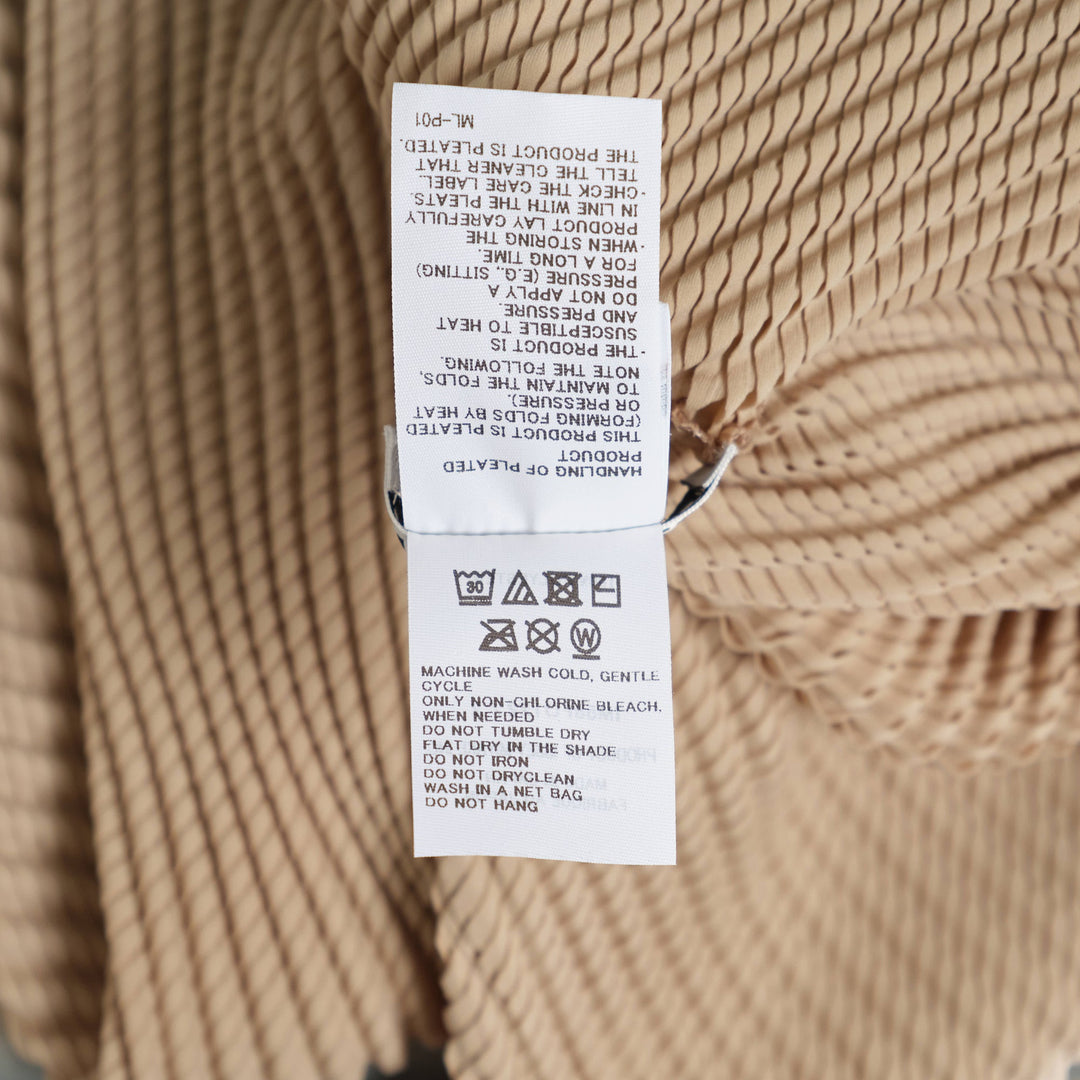 HANDLING OF PLEATED
PRODUCT
THIS PRODUCT IS PLEATED
(FORMING FOLDS BY HEAT
OR PRESSURE).
TO MAINTAIN THE FOLDS,
NOTE THE FOLLOWING.
·THE PRODUCT IS
SUSCEPTIBLE TO HEAT
AND PRESSURE.
DO NOT APPLY A
PRESSURE (E.G., SITTING)
FOR A LONG TIME.
·WHEN STORING THE
PRODUCT LAY CAREFULLY
IN LINE WITH THE PLEATS.
·CHECK THE CARE LABEL.
TELL THE CLEANER THAT
THE PRODUCT IS PLEATED.
ML-P01
30
W
MACHINE WASH COLD, GENTLE
CYCLE
ONLY NON-CHLORINE BLEACH.
WHEN NEEDED
DO NOT TUMBLE DRY
FLAT DRY IN THE SHADE
DO NOT IRON
DO NOT DRYCLEAN
WASH IN A NET BAG
DO NOT HANG